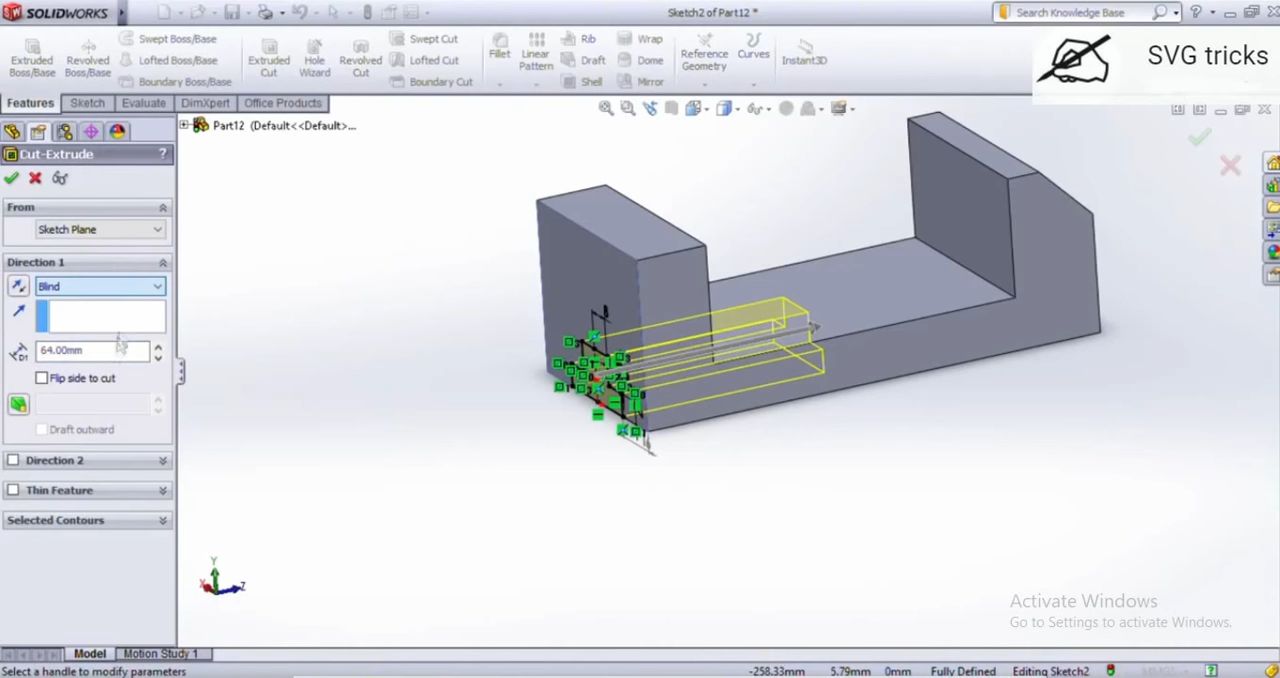 SOLIDWORKS
Sketch2 of Part12 *
Search Knowledge Base
SVG tricks
Extruded Boss/Base
Revolved Boss/Base
Swept Boss/Base
Lofted Boss/Base
Boundary Boss/Base
Extruded Cut
Hole Wizard
Revolved Cut
Swept Cut
Lofted Cut
Boundary Cut
Fillet
Linear Pattern
Rib
Draft
Shell
Wrap
Dome
Mirror
Reference Geometry
Curves
Instant3D
Features
Sketch
Evaluate
DimXpert
Office Products
Part12 (Default<<Default>...
Cut-Extrude
?
From
Sketch Plane
Direction 1
Blind
D1
64.00mm
Flip side to cut
Draft outward
Direction 2
Thin Feature
Selected Contours
Y
X
Z
Activate Windows
Go to Settings to activate Windows.
Model
Motion Study 1
Select a handle to modify parameters
-258.33mm
5.79mm
0mm
Fully Defined
Editing Sketch2